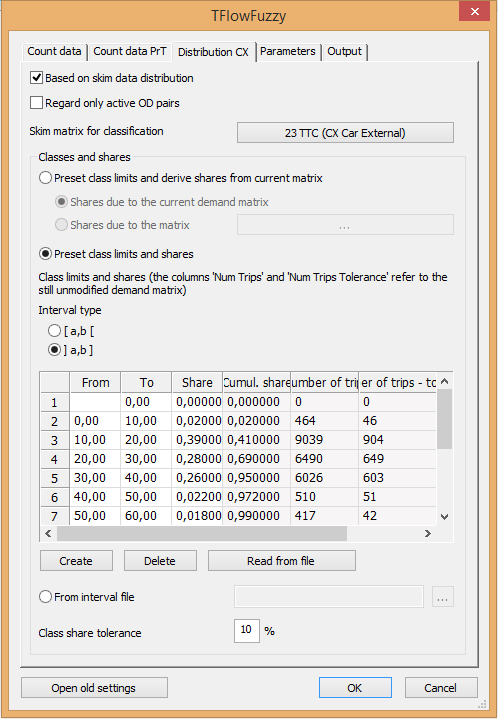 TFlowFuzzy
Count data Count data PrT Distribution CX Parameters Output
Based on skim data distribution
Regard only active OD pairs
Skim matrix for classification 23 TTC (CX Car External)
Classes and shares
Preset class limits and derive shares from current matrix
Shares due to the current demand matrix
Shares due to the matrix ...
Preset class limits and shares
Class limits and shares (the columns 'Num Trips' and 'Num Trips Tolerance' refer to the
still unmodified demand matrix)
Interval type
[ a,b [
] a,b ]
From To Share Cumul. share umber of trip er of trips - to
1 0,00 0,00000 0,000000 0 0
2 0,00 10,00 0,02000 0,020000 464 46
3 10,00 20,00 0,39000 0,410000 9039 904
4 20,00 30,00 0,28000 0,690000 6490 649
5 30,00 40,00 0,26000 0,950000 6026 603
6 40,00 50,00 0,02200 0,972000 510 51
7 50,00 60,00 0,01800 0,990000 417 42
Create Delete Read from file
From interval file ...
Class share tolerance 10 %
Open old settings OK Cancel